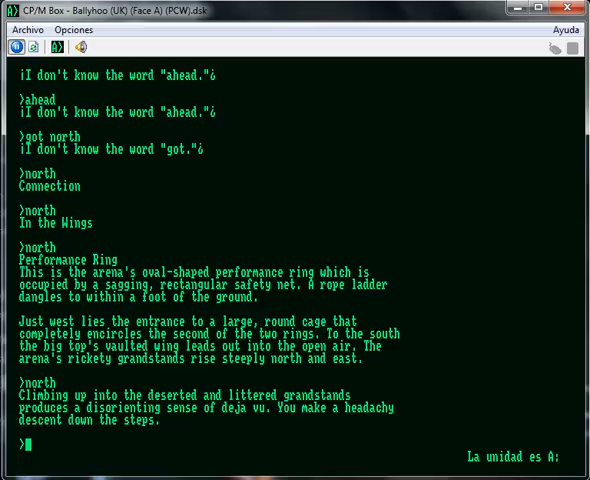 CP/M Box - Ballyhoo (UK) (Face A) (PCW).dsk
Archivo Opciones Ayuda
A>
¡I don't know the word "ahead."¿
>ahead
¡I don't know the word "ahead."¿
>got north
¡I don't know the word "got."¿
>north
Connection
>north
In the Wings
>north
Performance Ring
This is the arena's oval-shaped performance ring which is
occupied by a sagging, rectangular safety net. A rope ladder
dangles to within a foot of the ground.
Just west lies the entrance to a large, round cage that
completely encircles the second of the two rings. To the south
the big top's vaulted wing leads out into the open air. The
arena's rickety grandstands rise steeply north and east.
>north
Climbing up into the deserted and littered grandstands
produces a disorienting sense of deja vu. You make a headachy
descent down the steps.
>
La unidad es A: